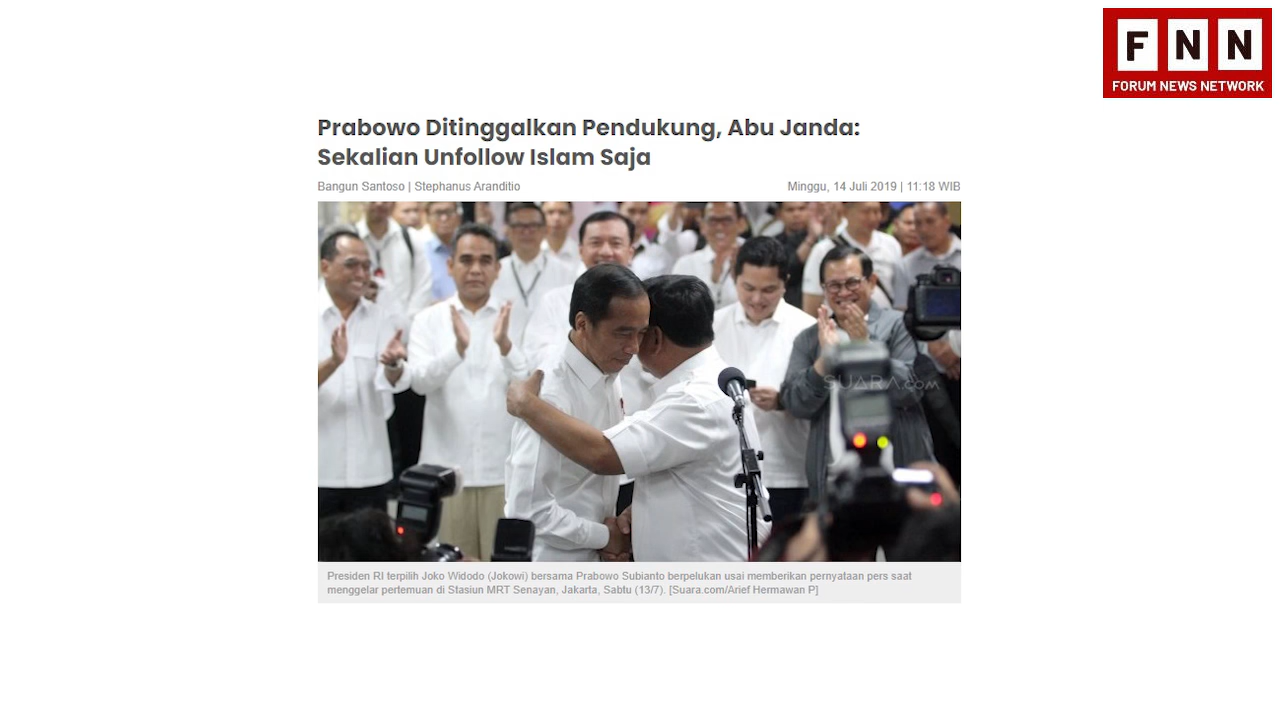 F N N
FORUM NEWS NETWORK
Prabowo Ditinggalkan Pendukung, Abu Janda:
Sekalian Unfollow Islam Saja
Bangun Santoso | Stephanus Aranditio
Minggu, 14 Juli 2019 | 11:18 WIB
SUARA.com
Presiden RI terpilih Joko Widodo (Jokowi) bersama Prabowo Subianto berpelukan usai memberikan pernyataan pers saat
menggelar pertemuan di Stasiun MRT Senayan, Jakarta, Sabtu (13/7). [Suara.com/Arief Hermawan P]